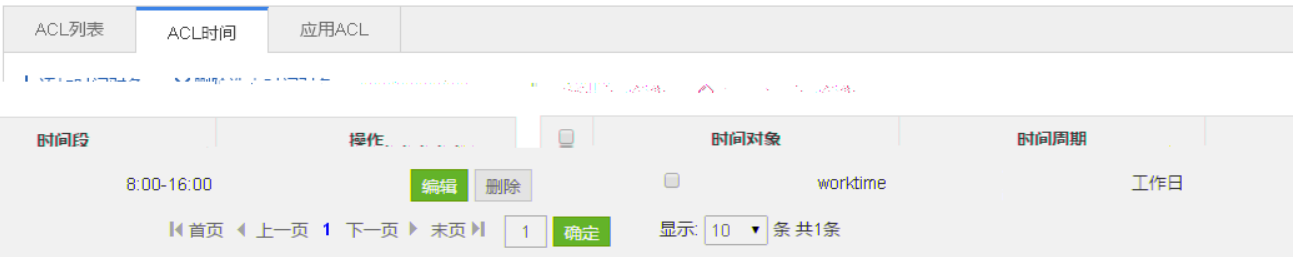 ACL列表 ACL时间 应用ACL
时间段 操作 时间对象 时间周期
8:00-16:00 编辑 删除 worktime 工作日
首页 上一页 1 下一页 末页 1 确定 显示: 10 条 共1条